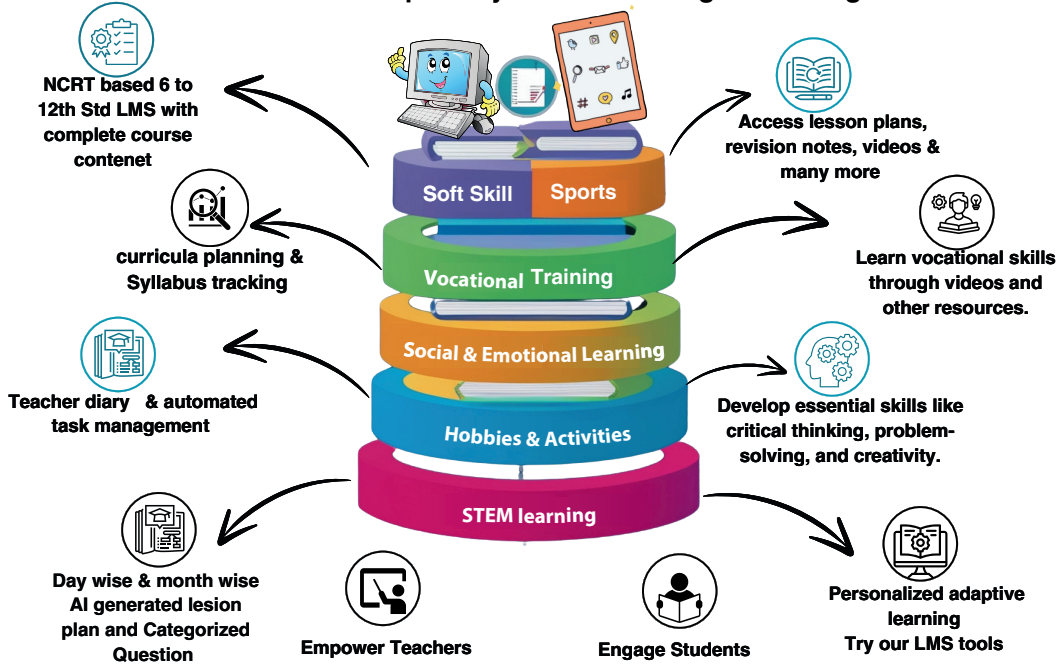 NCRT based 6 to
12th Std LMS with
complete course
contenet
Access lesson plans,
revision notes, videos &
many more
Soft Skill
Sports
curricula planning &
Syllabus tracking
Vocational Training
Learn vocational skills
through videos and
other resources.
Social & Emotional Learning
Teacher diary & automated
task management
Hobbies & Activities
Develop essential skills like
critical thinking, problem-
solving, and creativity.
STEM learning
Day wise & month wise
AI generated lesion
plan and Categorized
Question
Empower Teachers
Engage Students
Personalized adaptive
learning
Try our LMS tools